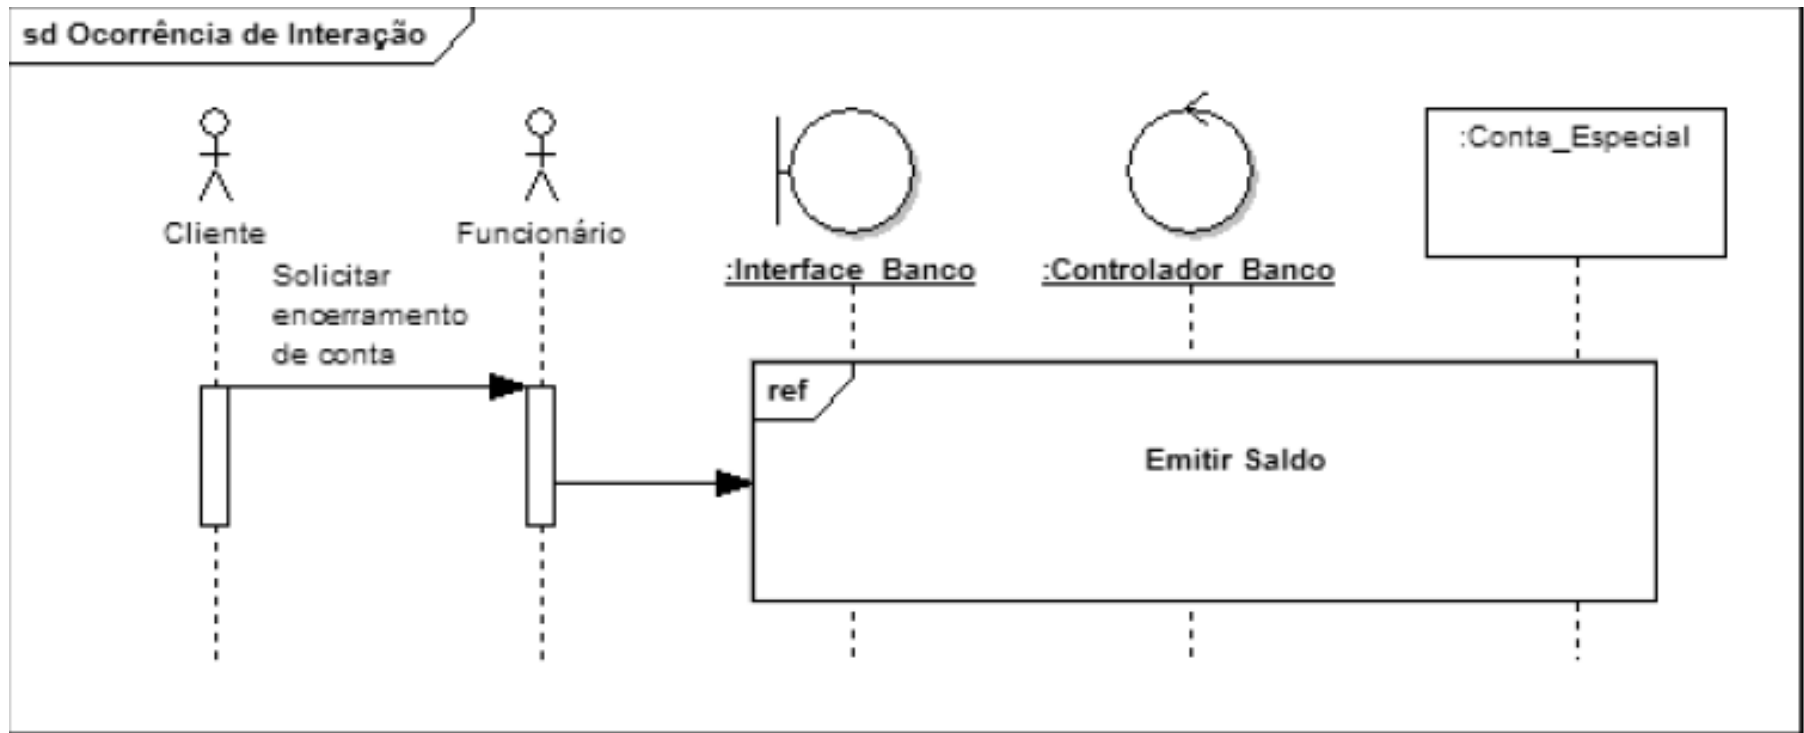 sd Ocorrência de Interação
:Conta_Especial
Cliente
Funcionário
:Interface_Banco
:Controlador_Banco
Solicitar
encerramento
de conta
ref
Emitir Saldo